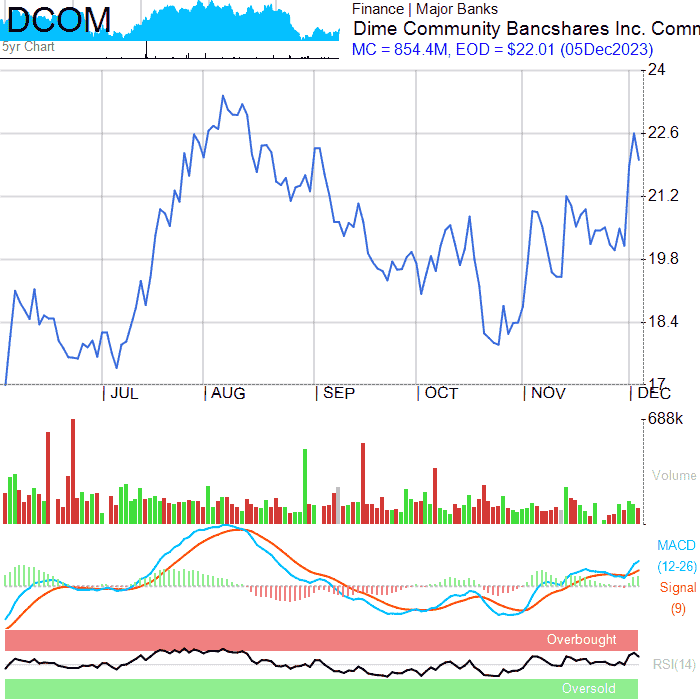 DCOM
5yr Chart
Finance | Major Banks
Dime Community Bancshares Inc. Comm
MC = 854.4M, EOD = $22.01 (05Dec2023)
24
22.6
21.2
19.8
18.4
17
JUL
AUG
SEP
OCT
NOV
DEC
688k
Volume
MACD
(12-26)
Signal
(9)
Overbought
RSI(14)
Oversold